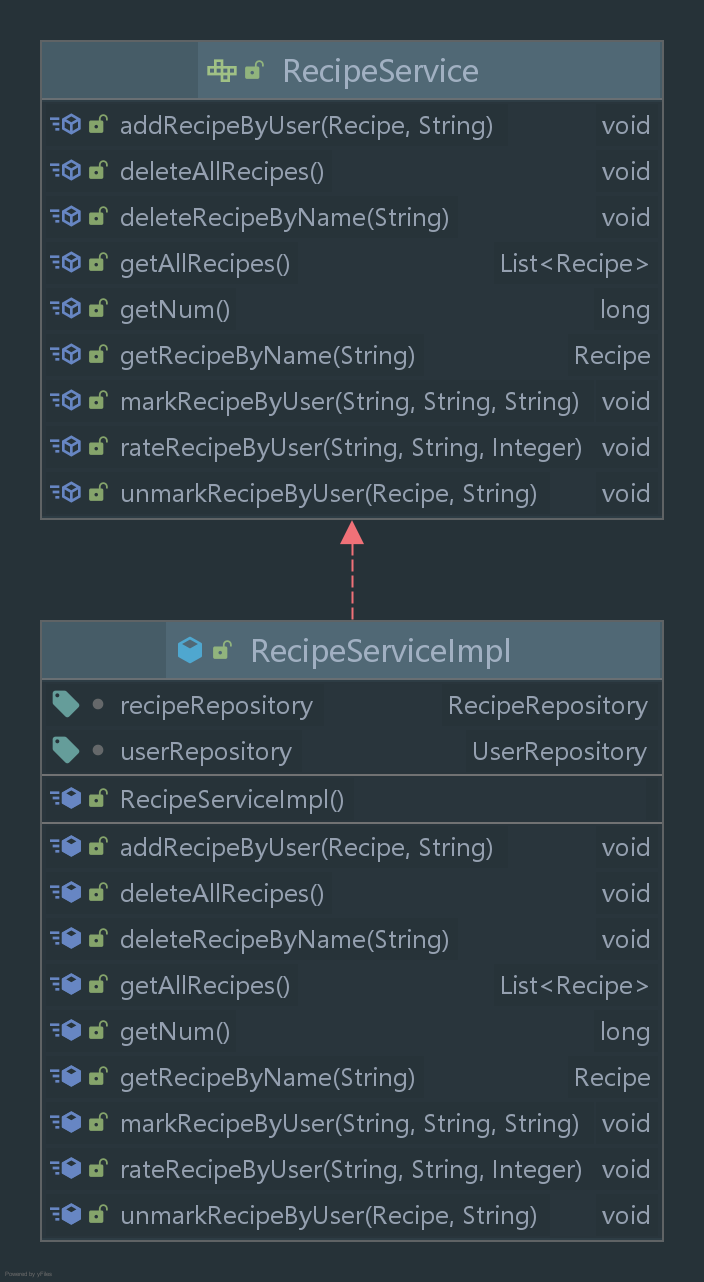 RecipeService
addRecipeByUser(Recipe, String) void
deleteAllRecipes() void
deleteRecipeByName(String) void
getAllRecipes() List<Recipe>
getNum() long
getRecipeByName(String) Recipe
markRecipeByUser(String, String, String) void
rateRecipeByUser(String, String, Integer) void
unmarkRecipeByUser(Recipe, String) void
RecipeServiceImpl
recipeRepository RecipeRepository
userRepository UserRepository
RecipeServiceImpl()
addRecipeByUser(Recipe, String) void
deleteAllRecipes() void
deleteRecipeByName(String) void
getAllRecipes() List<Recipe>
getNum() long
getRecipeByName(String) Recipe
markRecipeByUser(String, String, String) void
rateRecipeByUser(String, String, Integer) void
unmarkRecipeByUser(Recipe, String) void
Powered by yFiles